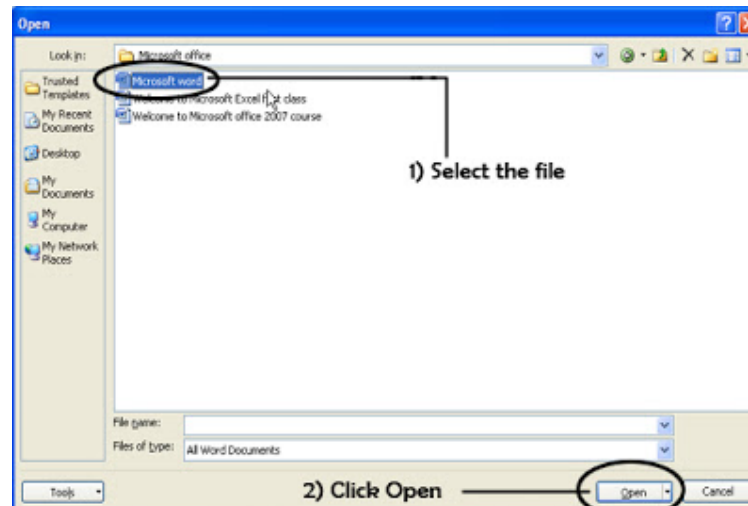 Open
Look in: Microsoft office
Trusted Templates
My Recent Documents
Desktop
My Documents
My Computer
My Network Places
Microsoft word
Welcome to Microsoft Excel first class
Welcome to Microsoft office 2007 course
1) Select the file
File name:
Files of type: All Word Documents
Tools
2) Click Open
Open
Cancel